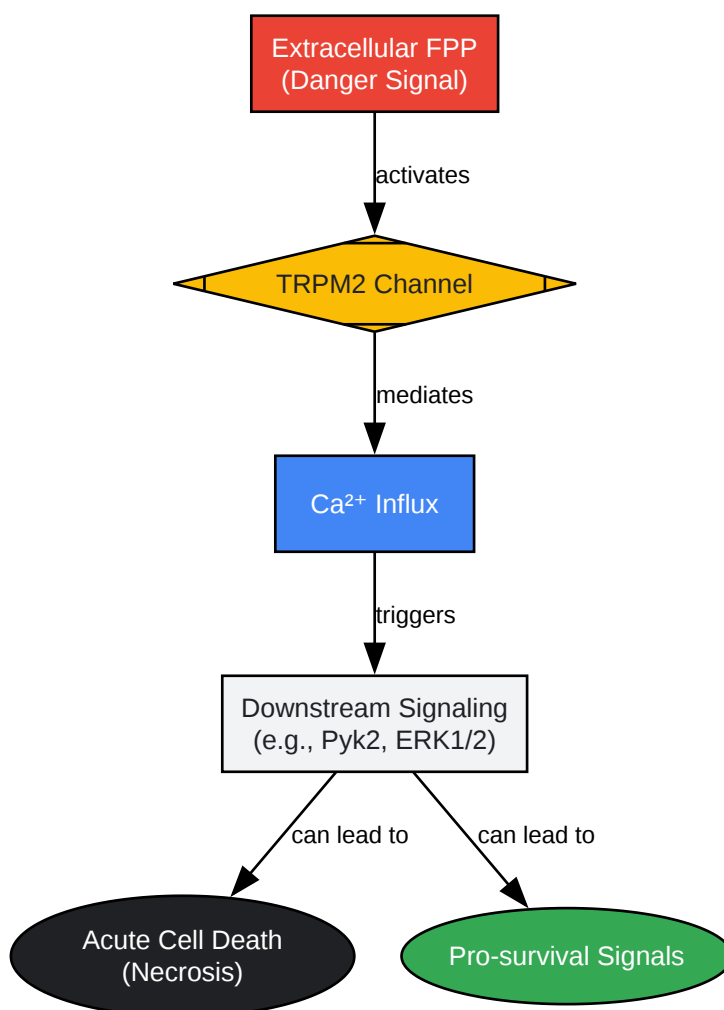 Extracellular FPP
(Danger Signal)
activates
TRPM2 Channel
mediates
Ca²⁺ Influx
triggers
Downstream Signaling
(e.g., Pyk2, ERK1/2)
can lead to
can lead to
Acute Cell Death
(Necrosis)
Pro-survival Signals